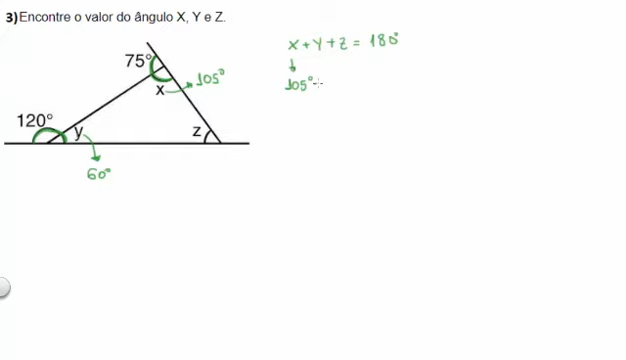 3)Encontre o valor do ângulo X, Y e Z.
X + Y + Z = 180°
75°
105°
X
105°+
120°
y
z
60°